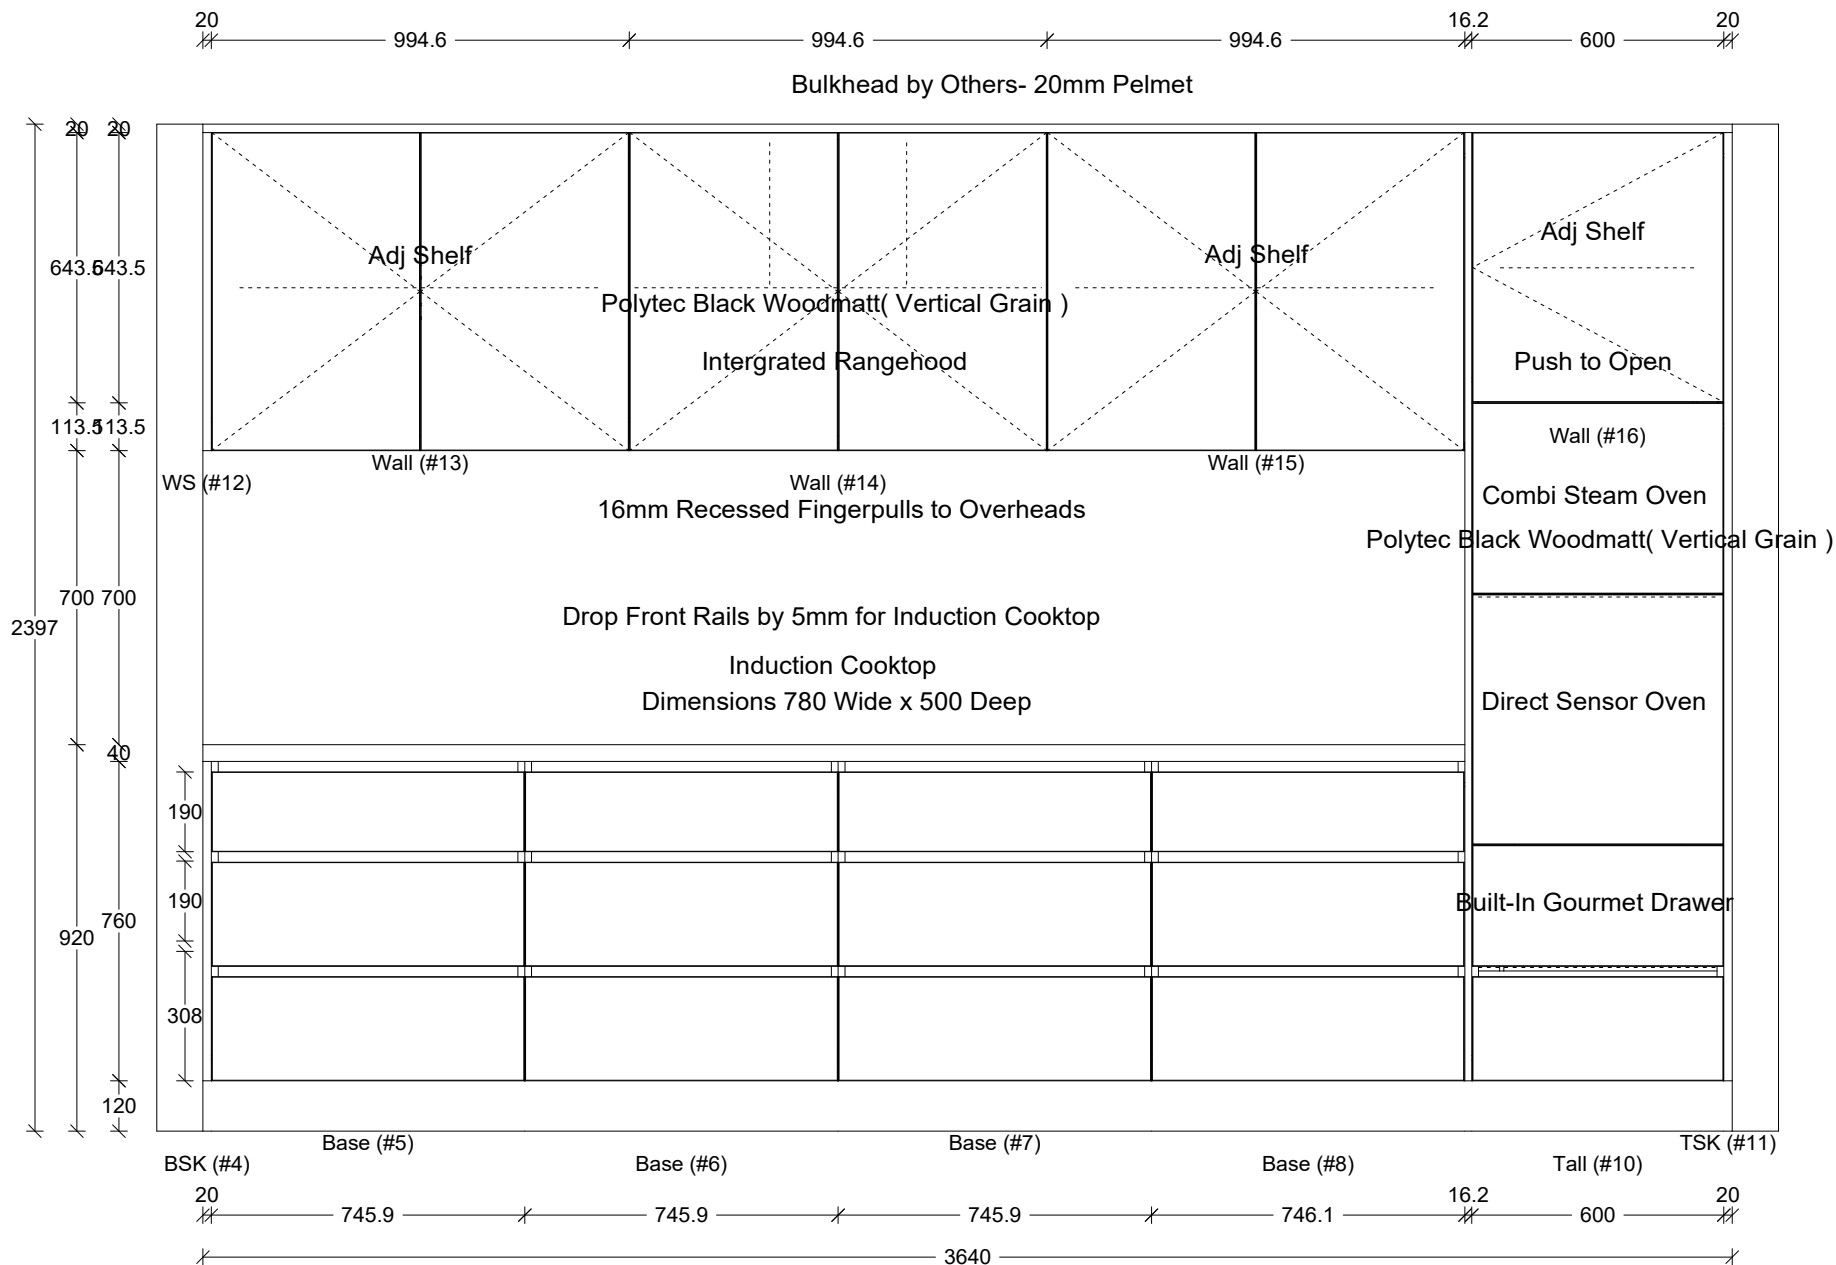 20
16.2
20
994.6
994.6
994.6
600
Bulkhead by Others- 20mm Pelmet
20
20
Adj Shelf
Adj Shelf
Adj Shelf
643.5
643.5
Polytec Black Woodmatt( Vertical Grain )
Intergrated Rangehood
Push to Open
113.5
113.5
Wall (#16)
Wall (#13)
Wall (#15)
WS (#12)
Wall (#14)
Combi Steam Oven
16mm Recessed Fingerpulls to Overheads
Polytec Black Woodmatt( Vertical Grain )
700
700
Drop Front Rails by 5mm for Induction Cooktop
2397
Induction Cooktop
Dimensions 780 Wide x 500 Deep
Direct Sensor Oven
40
190
190
Built-In Gourmet Drawer
760
920
308
120
Base (#5)
Base (#7)
TSK (#11)
BSK (#4)
Base (#6)
Base (#8)
Tall (#10)
20
16.2
20
745.9
745.9
745.9
746.1
600
3640